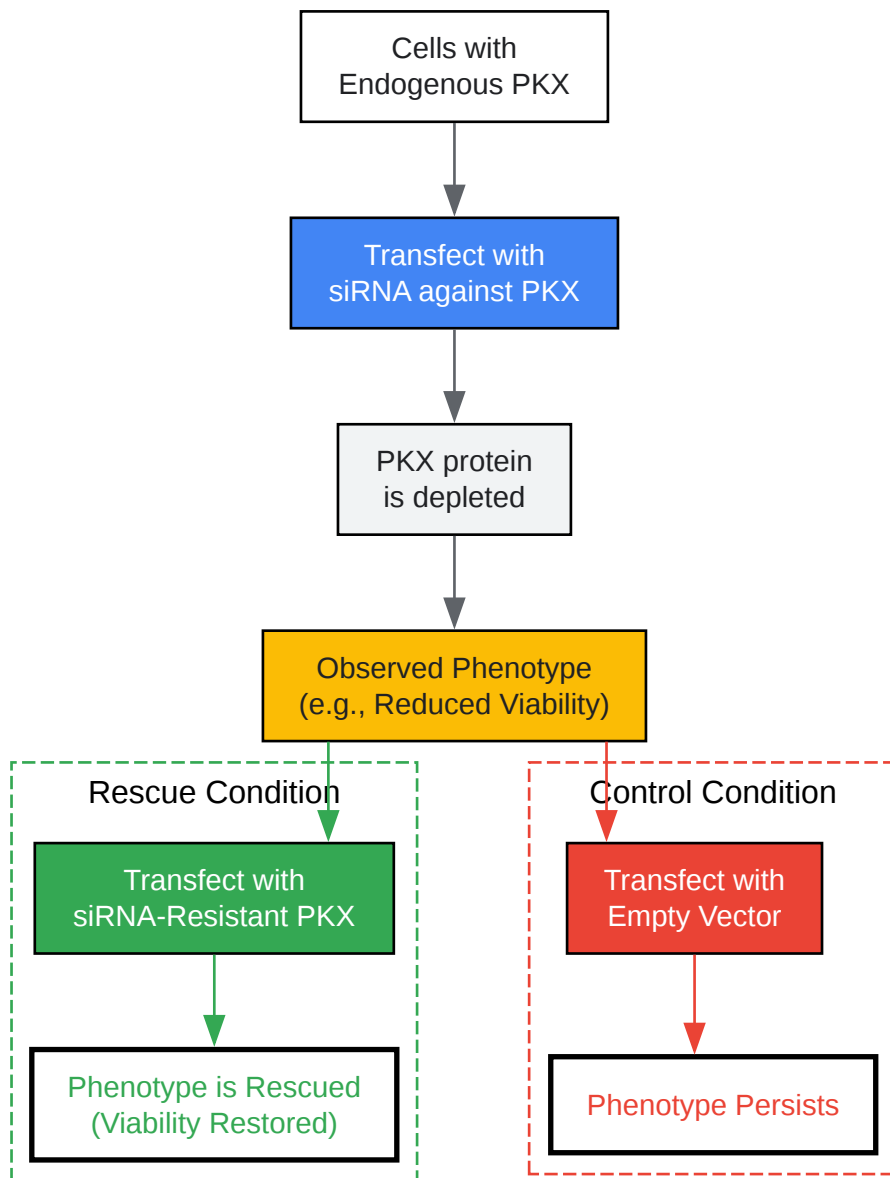 Cells with
Endogenous PKX
Transfect with
siRNA against PKX
PKX protein
is depleted
Observed Phenotype
(e.g., Reduced Viability)
Rescue Condition
Transfect with
siRNA-Resistant PKX
Phenotype is Rescued
(Viability Restored)
Control Condition
Transfect with
Empty Vector
Phenotype Persists